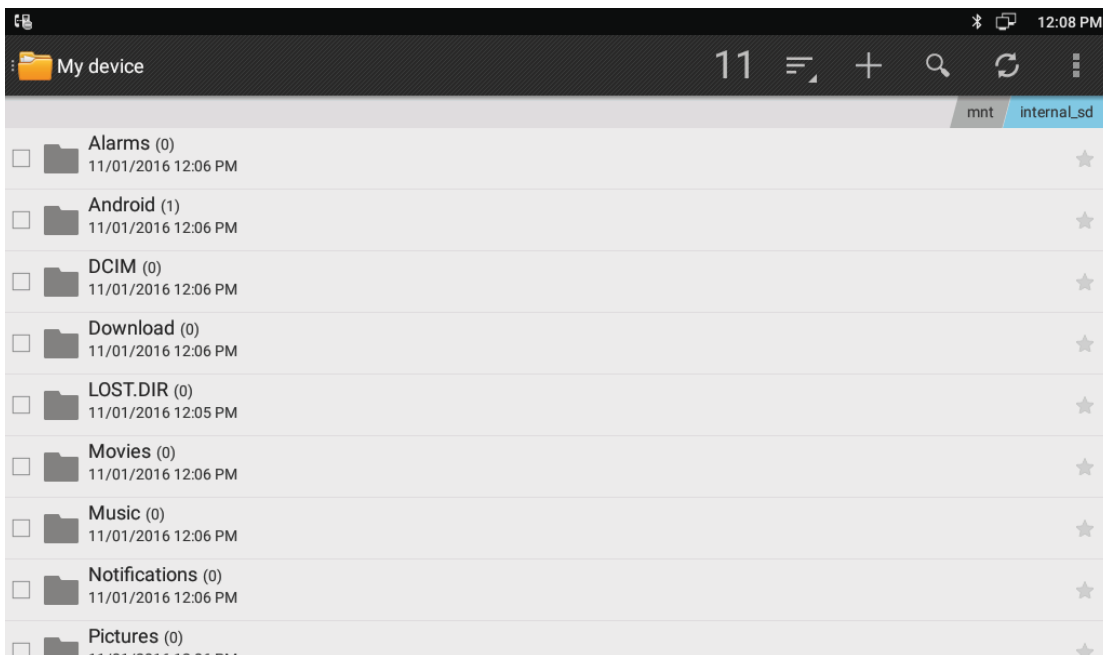 12:08 PM
My device
11
mnt internal_sd
Alarms (0)
11/01/2016 12:06 PM
Android (1)
11/01/2016 12:06 PM
DCIM (0)
11/01/2016 12:06 PM
Download (0)
11/01/2016 12:06 PM
LOST.DIR (0)
11/01/2016 12:05 PM
Movies (0)
11/01/2016 12:06 PM
Music (0)
11/01/2016 12:06 PM
Notifications (0)
11/01/2016 12:06 PM
Pictures (0)